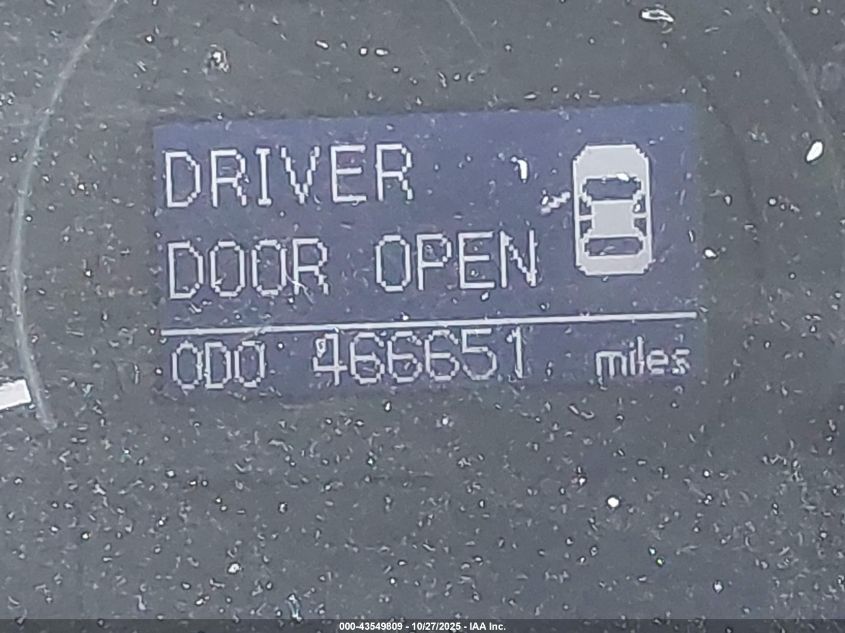 DRIVER
DOOR OPEN
ODO 466651 miles
000-43549809 - 10/27/2025 - IAA Inc.